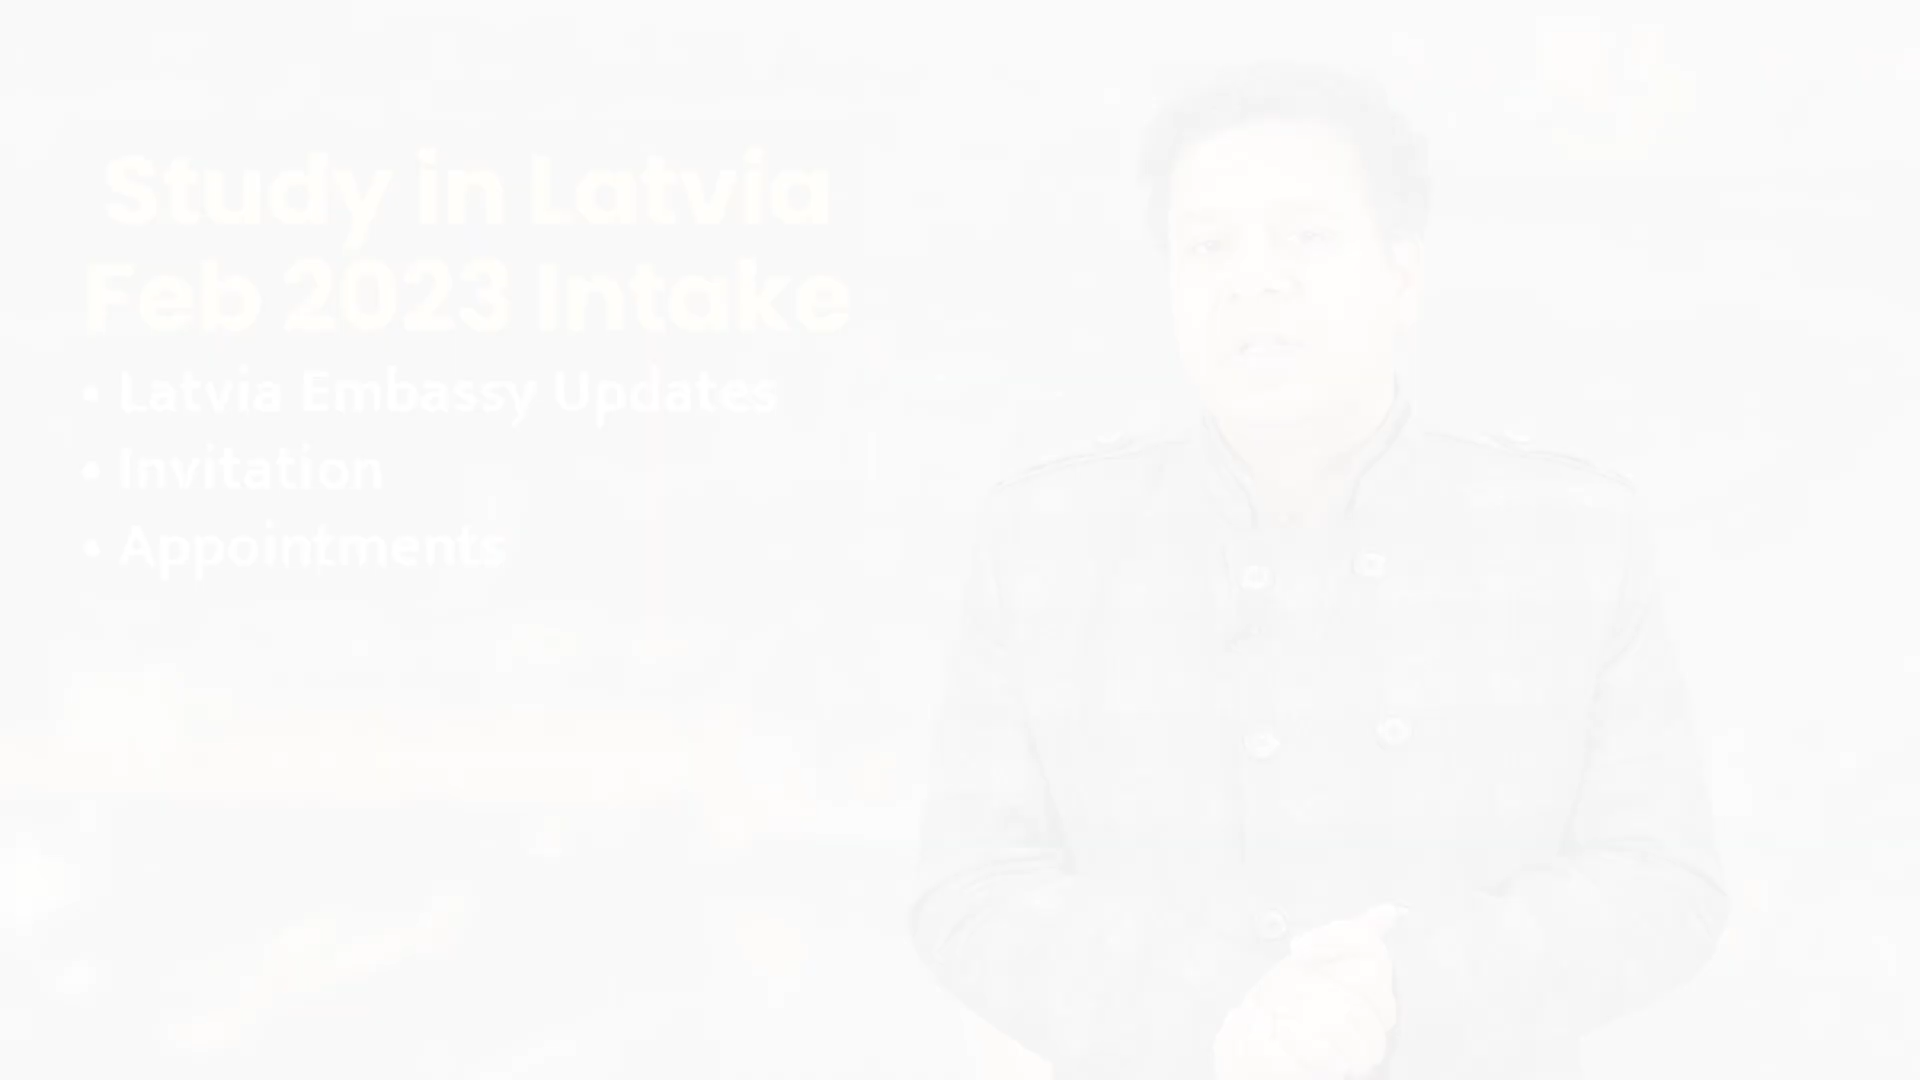 Study in Latvia
Feb 2023 Intake
• Latvia Embassy Updates
• Invitation
• Appointments